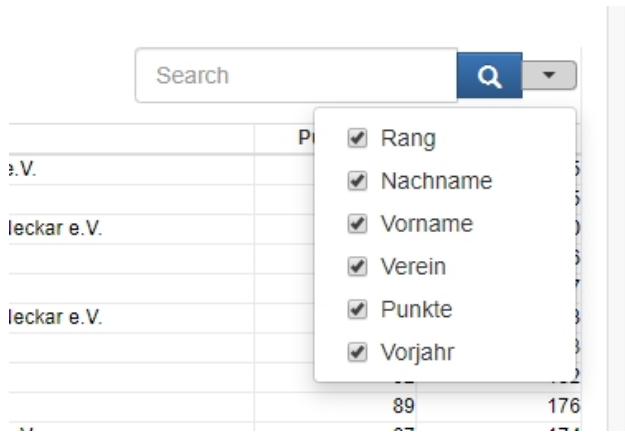 Search
Rang
e.V.
Nachname
Vorname
leckar e.V.
Verein
Punkte
leckar e.V.
Vorjahr
89 176